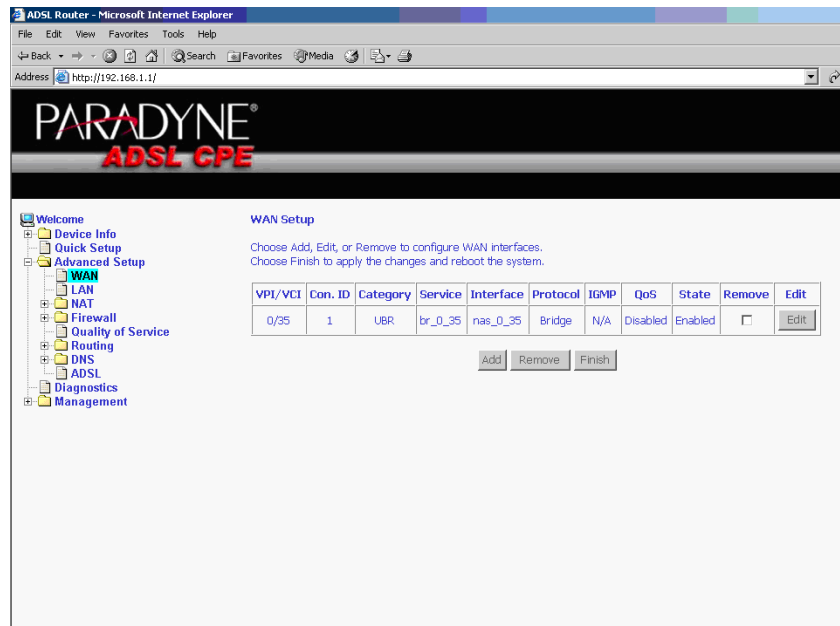 ADSL Router - Microsoft Internet Explorer
File Edit View Favorites Tools Help
Back Search Favorites Media
Address http://192.168.1.1/
PARADYNE®
ADSL CPE
Welcome
Device Info
Quick Setup
Advanced Setup
WAN
LAN
NAT
Firewall
Quality of Service
Routing
DNS
ADSL
Diagnostics
Management
WAN Setup
Choose Add, Edit, or Remove to configure WAN interfaces.
Choose Finish to apply the changes and reboot the system.
VPI/VCI Con. ID Category Service Interface Protocol IGMP QoS State Remove Edit
0/35 1 UBR br_0_35 nas_0_35 Bridge N/A Disabled Enabled Edit
Add Remove Finish